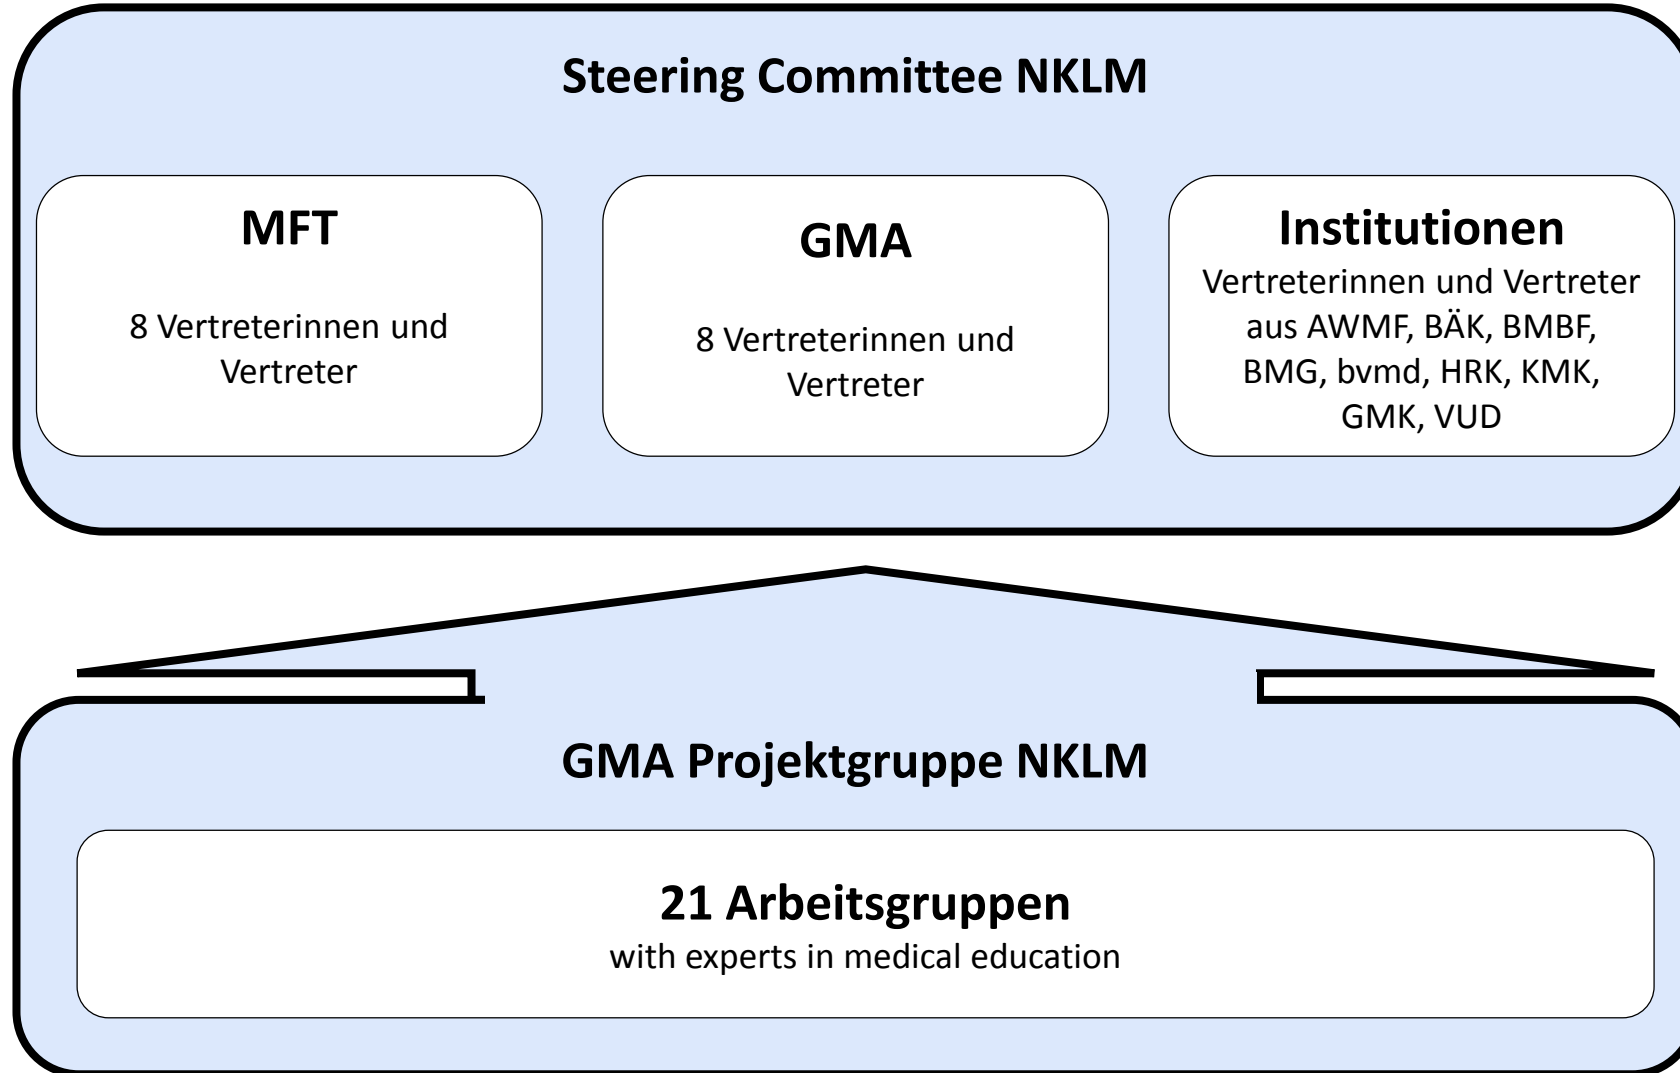 Steering Committee NKLM
MFT
8 Vertreterinnen und
Vertreter
GMA
8 Vertreterinnen und
Vertreter
Institutionen
Vertreterinnen und Vertreter
aus AWMF, BÄK, BMBF,
BMG, bvmd, HRK, KMK,
GMK, VUD
GMA Projektgruppe NKLM
21 Arbeitsgruppen
with experts in medical education